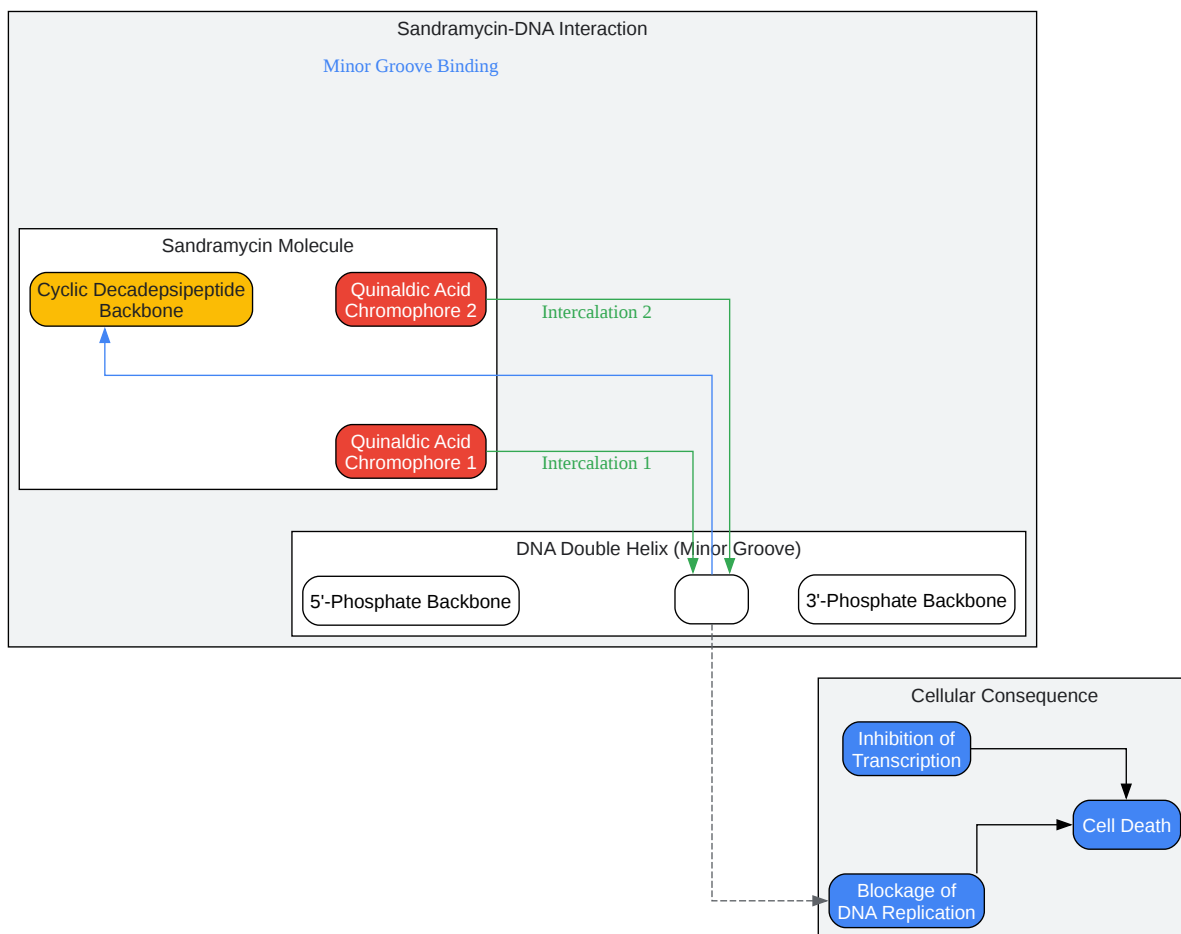 Sandramycin-DNA Interaction
Minor Groove Binding
Sandramycin Molecule
Cyclic Decadepsipeptide
Backbone
Quinaldic Acid
Chromophore 2
Intercalation 2
Quinaldic Acid
Chromophore 1
Intercalation 1
DNA Double Helix (Minor Groove)
5'-Phosphate Backbone
3'-Phosphate Backbone
Cellular Consequence
Inhibition of
Transcription
Cell Death
Blockage of
DNA Replication